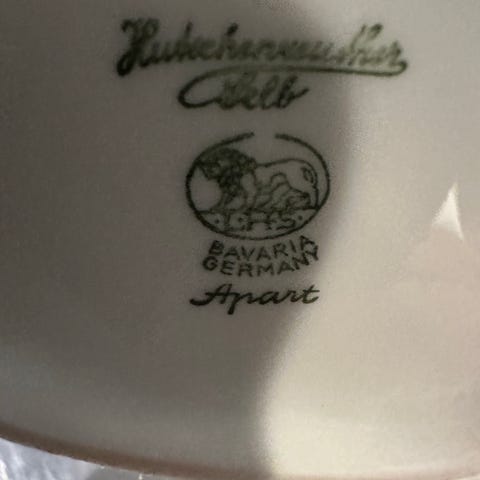 Hutschenreuther
Selb
L·H·S
BAVARIA
GERMANY
Apart